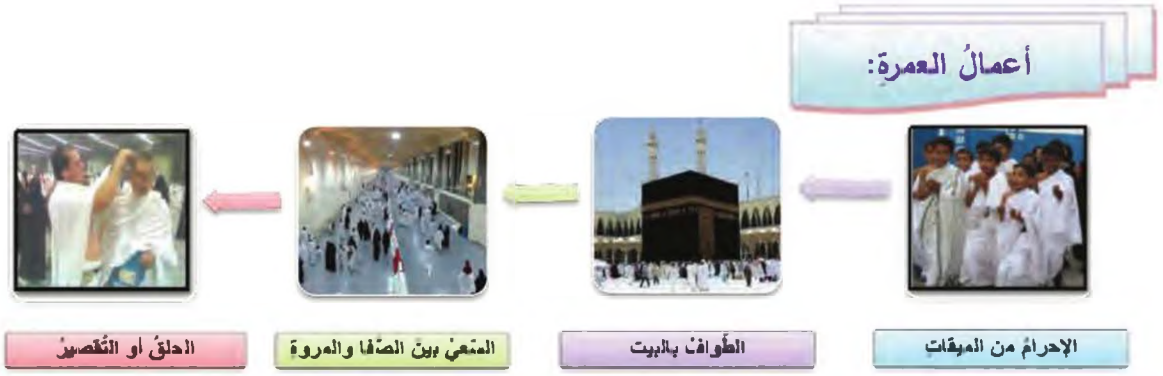 أعمالُ العمرةِ:
الإحرامُ من الميقاتِ
الطَّوافُ بالبيت
السَّعيُ بينَ الصَّفا والمروةِ
الحلقُ أو التَّقصيرُ